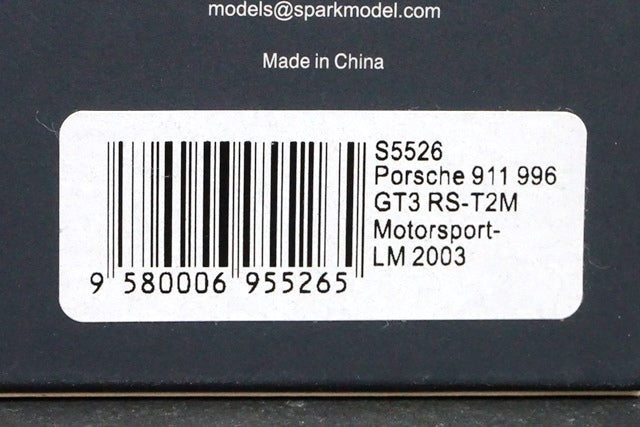 models@sparkmodel.com
Made in China
S5526
Porsche 911 996
GT3 RS-T2M
Motorsport-
LM 2003
9 580006 955265